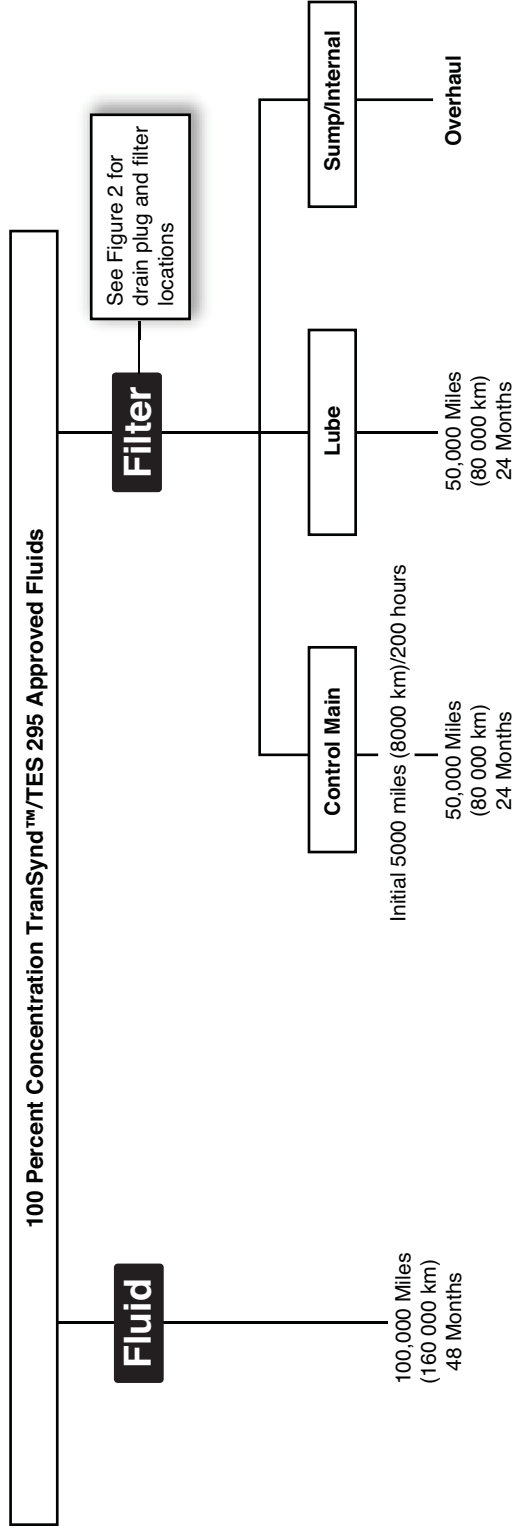 100 Percent Concentration TranSynd™/TES 295 Approved Fluids
Fluid
100,000 Miles
(160 000 km)
48 Months
Filter
See Figure 2 for
drain plug and filter
locations
Control Main
Initial 5000 miles (8000 km)/200 hours
50,000 Miles
(80 000 km)
24 Months
Lube
50,000 Miles
(80 000 km)
24 Months
Sump/Internal
Overhaul